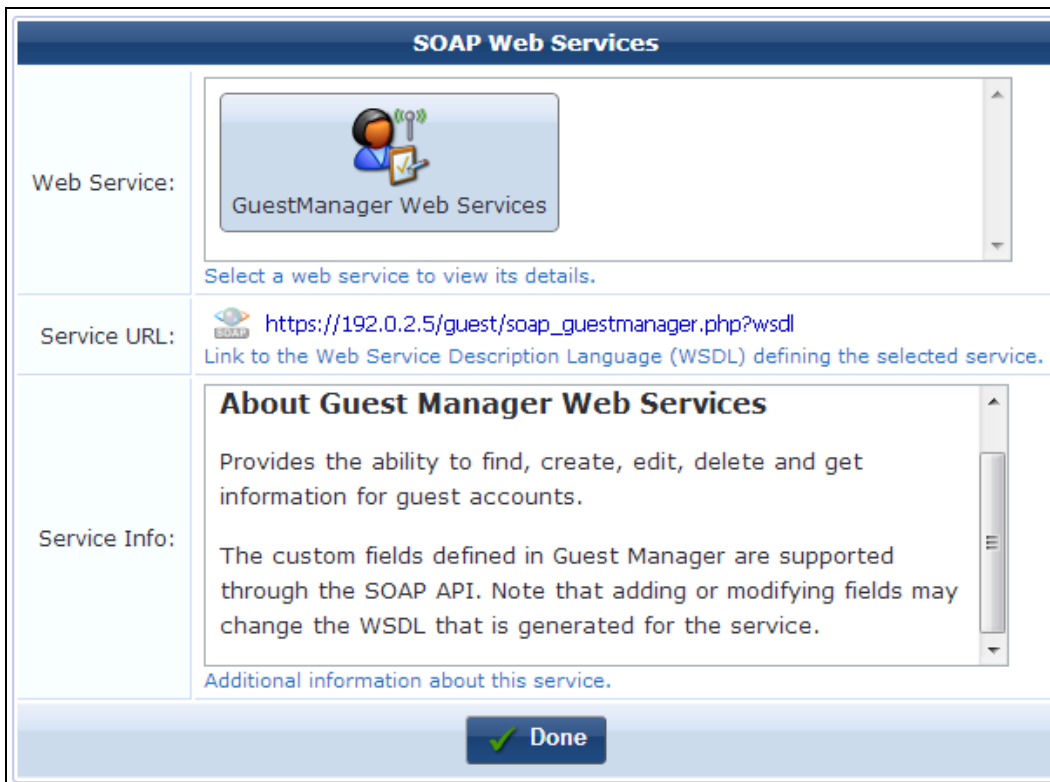 SOAP Web Services
Web Service:
GuestManager Web Services
Select a web service to view its details.
Service URL:
SOAP
https://192.0.2.5/guest/soap_guestmanager.php?wsdl
Link to the Web Service Description Language (WSDL) defining the selected service.
Service Info:
About Guest Manager Web Services
Provides the ability to find, create, edit, delete and get
information for guest accounts.
The custom fields defined in Guest Manager are supported
through the SOAP API. Note that adding or modifying fields may
change the WSDL that is generated for the service.
Additional information about this service.
Done